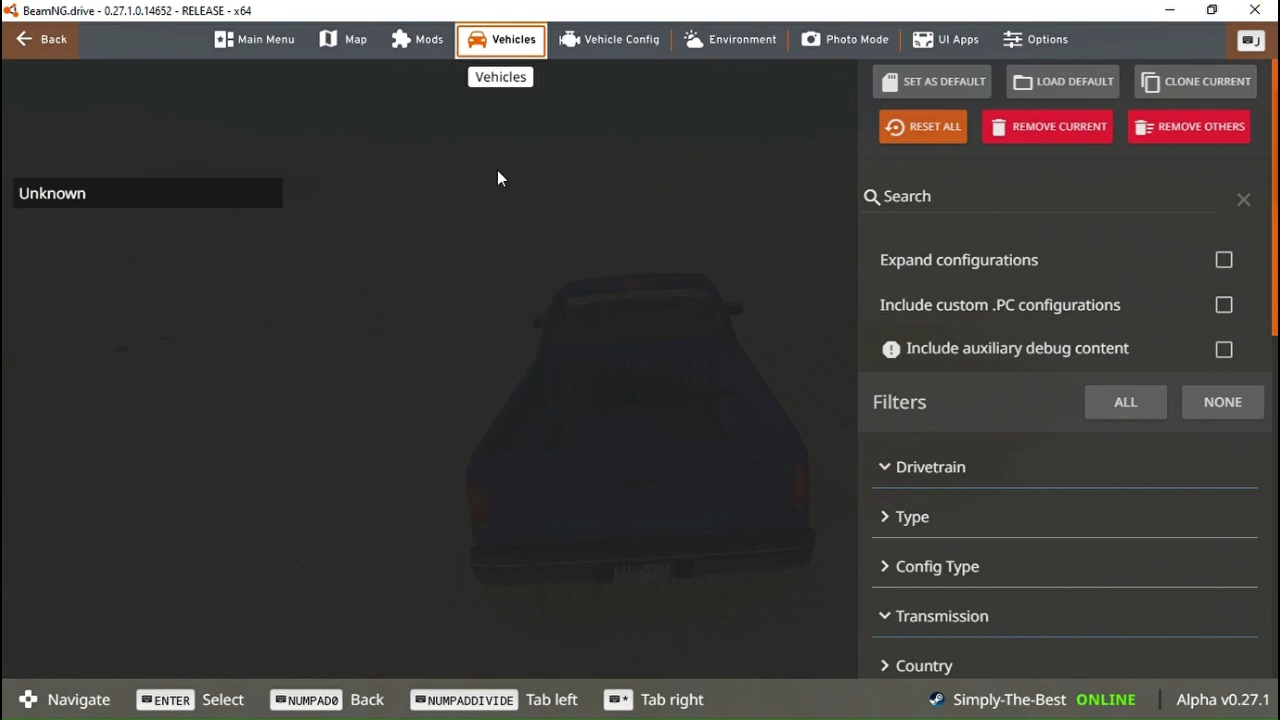 BeamNG.drive - 0.27.1.0.14652 - RELEASE - x64
Back Main Menu Map Mods Vehicles Vehicle Config Environment Photo Mode UI Apps Options J
Vehicles
SET AS DEFAULT LOAD DEFAULT CLONE CURRENT
RESET ALL REMOVE CURRENT REMOVE OTHERS
Unknown
Search
Expand configurations
Include custom .PC configurations
Include auxiliary debug content
Filters ALL NONE
Drivetrain
Type
Config Type
Transmission
Country
Navigate ENTER Select NUMPAD0 Back NUMPADDIVIDE Tab left * Tab right Simply-The-Best ONLINE Alpha v0.27.1